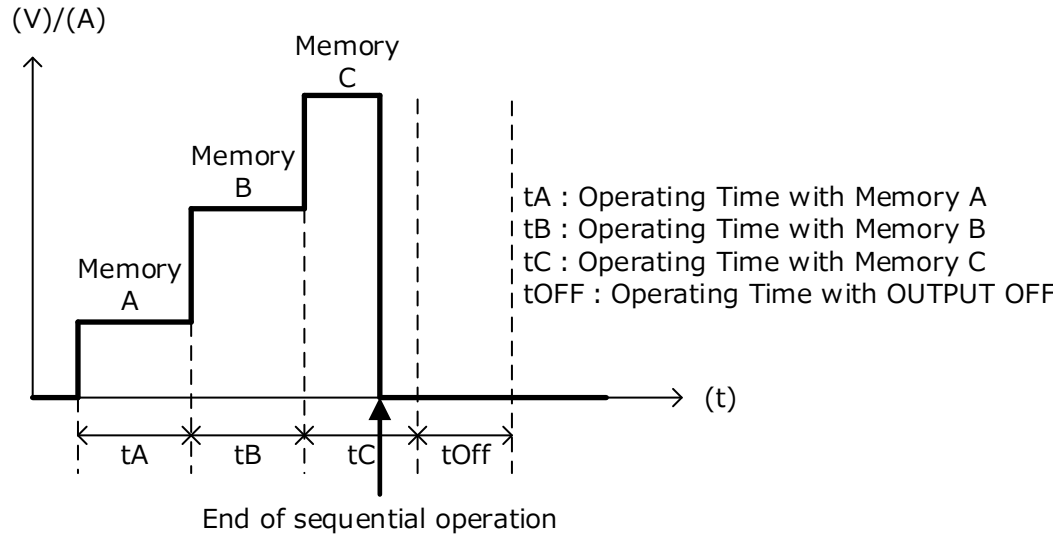 (V)/(A)
Memory
C
Memory
B
Memory
A
tA : Operating Time with Memory A
tB : Operating Time with Memory B
tC : Operating Time with Memory C
tOFF : Operating Time with OUTPUT OFF
(t)
tA
tB
tC
tOff
End of sequential operation